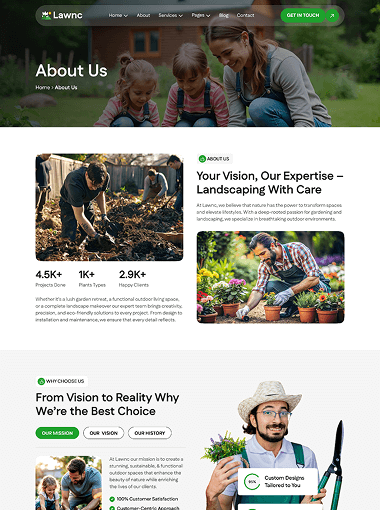 Lawnc
Home
About
Services
Pages
Blog
Contact
GET IN TOUCH
About Us
Home > About Us
ABOUT US
Your Vision, Our Expertise –
Landscaping With Care
At Lawnc, we believe that nature has the power to transform spaces
and elevate lifestyles. With a deep-rooted passion for gardening and
landscaping, we specialize in breathtaking outdoor environments.
4.5K+
Projects Done
1K+
Plants Types
2.9K+
Happy Clients
Whether it's a lush garden retreat, a functional outdoor living space,
or a complete landscape makeover our expert team brings creativity,
precision, and eco-friendly solutions to every project. From design to
installation and maintenance, we ensure that every detail reflects.
WHY CHOOSE US
From Vision to Reality Why
We're the Best Choice
OUR MISSION
OUR VISION
OUR HISTORY
At Lawnc our mission is to create a
stunning, sustainable, & functional
outdoor spaces that enhance the
beauty of nature while enriching
the lives of our clients.
100% Customer Satisfaction
Customer-Centric Approach
95%
Custom Designs
Tailored to You